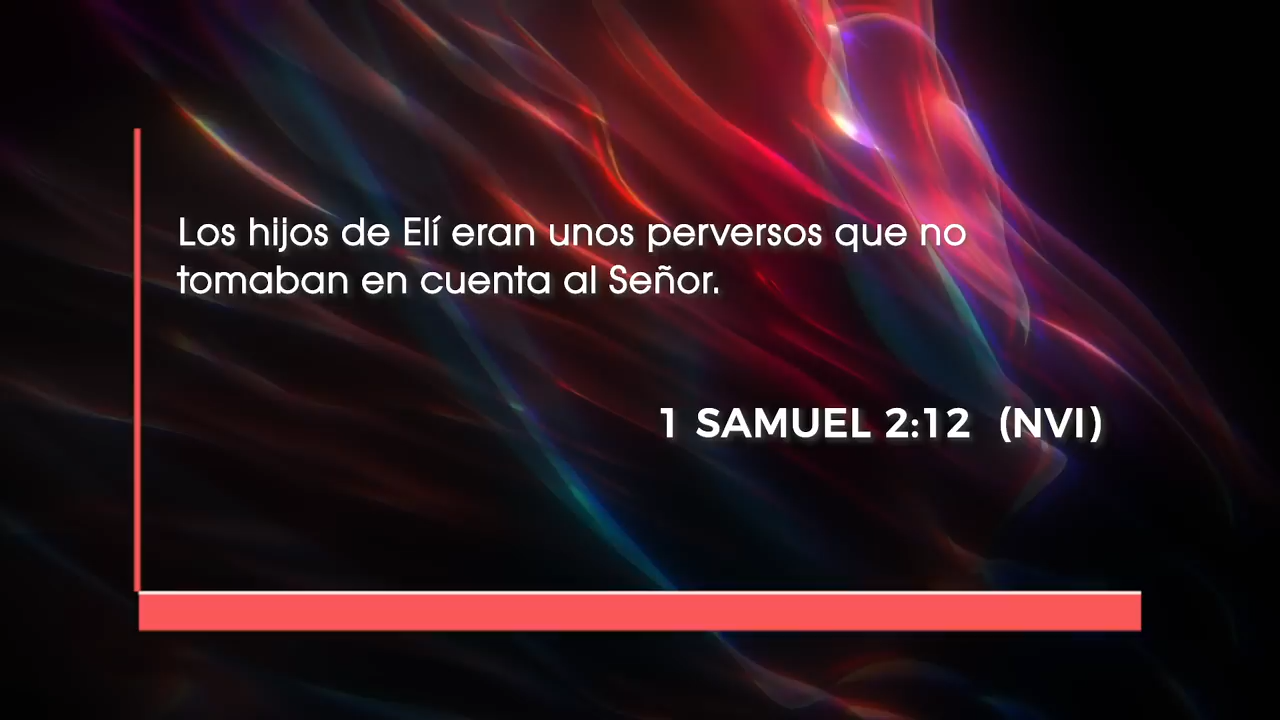 Los hijos de Elí eran unos perversos que no
tomaban en cuenta al Señor.
1 SAMUEL 2:12 (NVI)